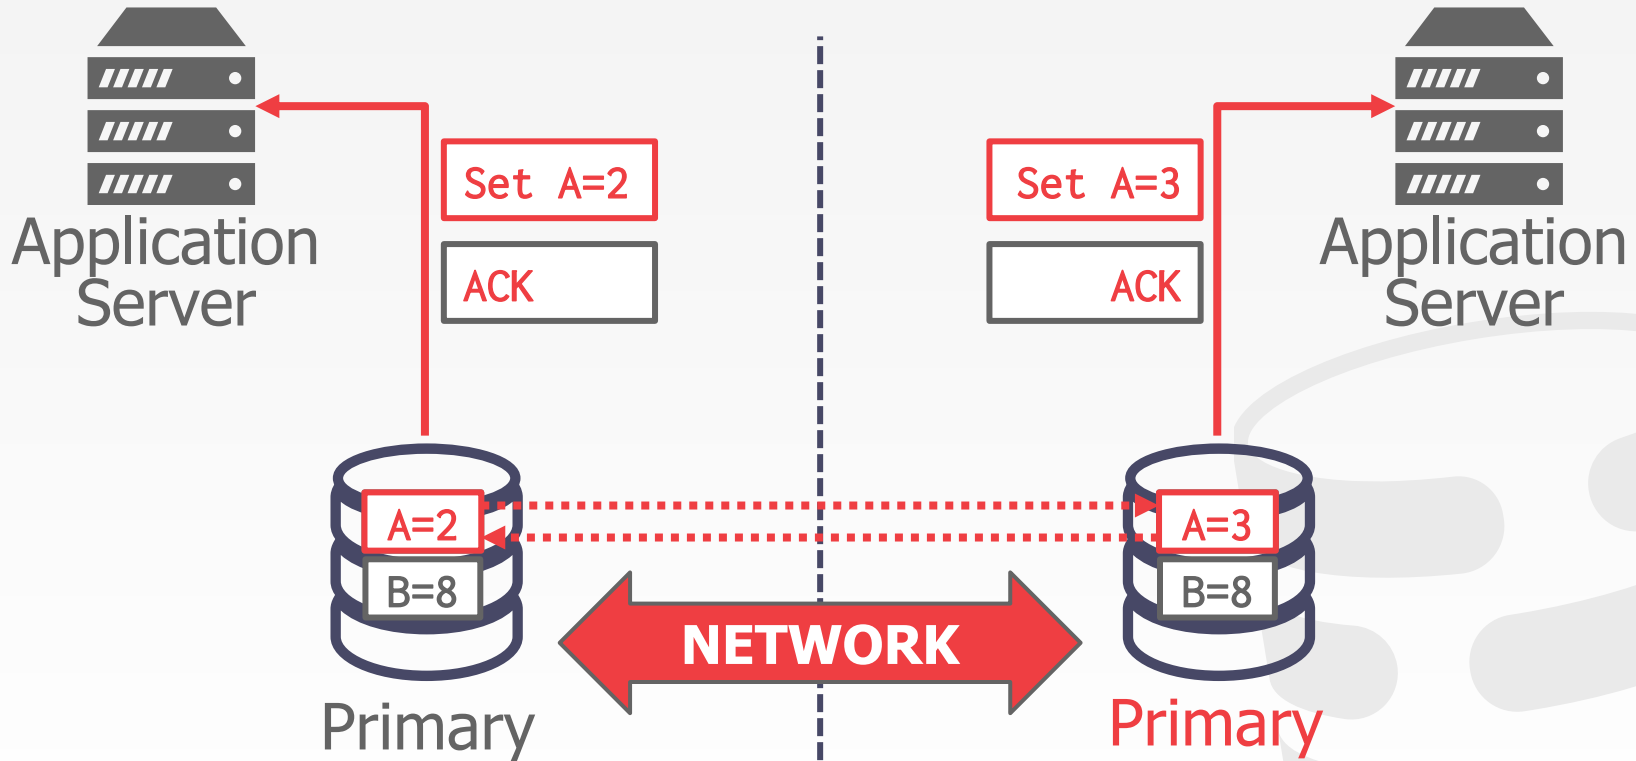 Set A=2
Set A=3
ACK
ACK
Application
Server
Application
Server
A=2
A=3
B=8
B=8
NETWORK
Primary
Primary